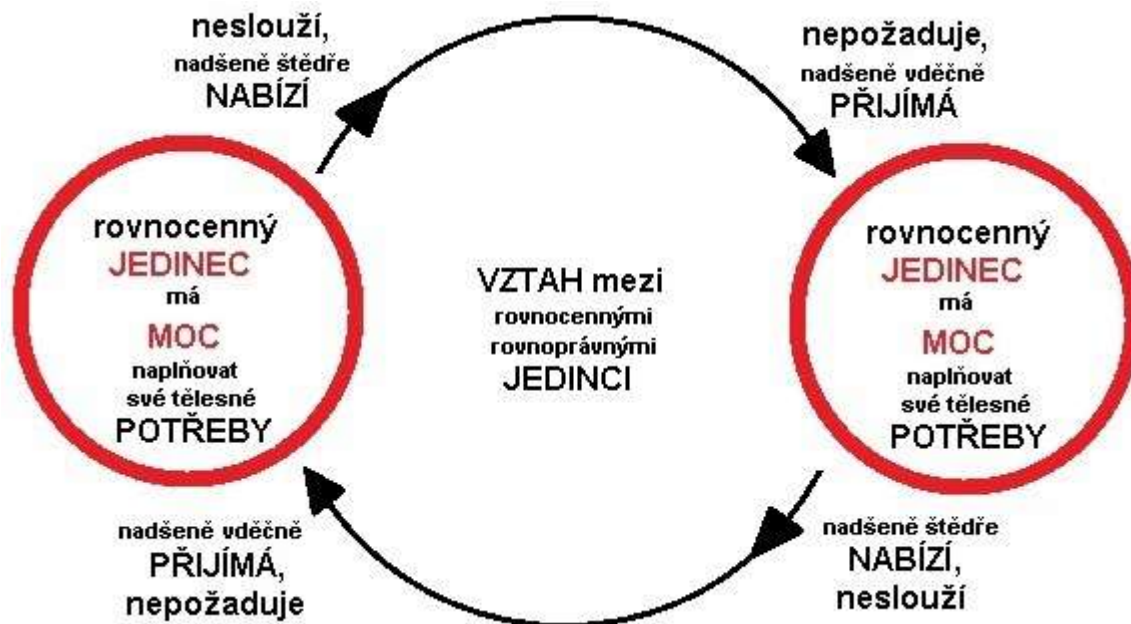 neslouží,
nadšeně štědře
NABÍZÍ
nepožaduje,
nadšeně vděčně
PŘIJÍMÁ
rovnocenný
JEDINEC
má
MOC
naplňovat
své tělesné
POTŘEBY
VZTAH mezi
rovnocennými
rovnoprávnými
JEDINCI
rovnocenný
JEDINEC
má
MOC
naplňovat
své tělesné
POTŘEBY
nadšeně vděčně
PŘIJÍMÁ,
nepožaduje
nadšeně štědře
NABÍZÍ,
neslouží